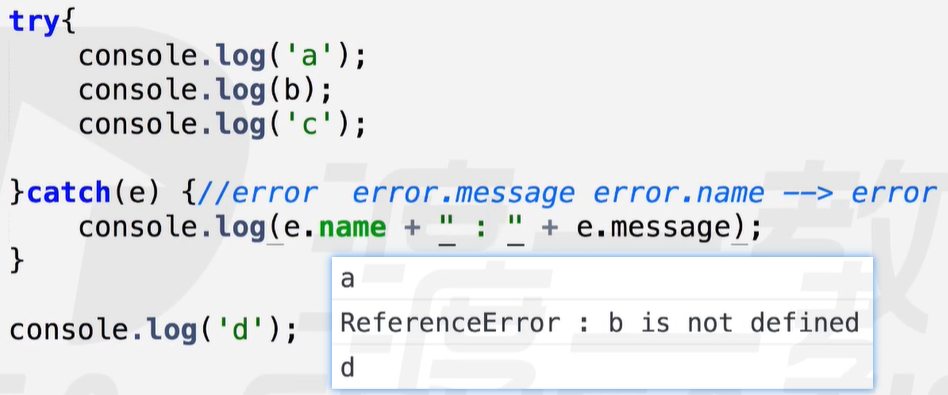 try{
    console.log('a');
    console.log(b);
    console.log('c');
}catch(e) {//error  error.message error.name --> error
    console.log(e.name + " : " + e.message);
}
a
ReferenceError : b is not defined
console.log('d');
d